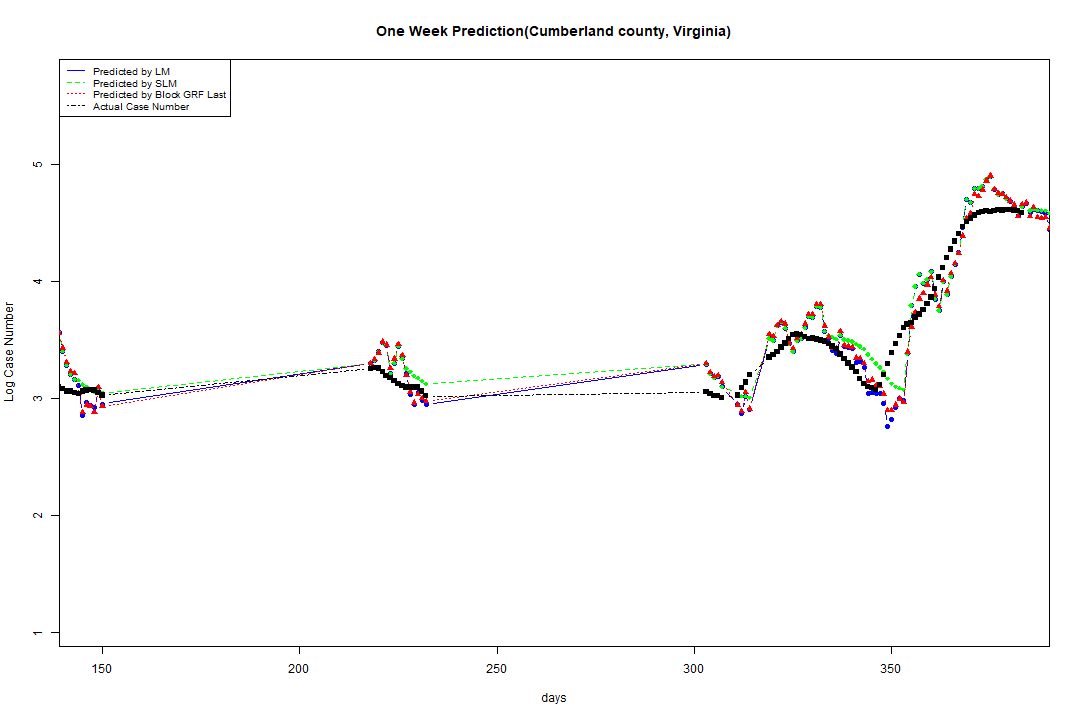 One Week Prediction(Cumberland county, Virginia)
Predicted by LM
Predicted by SLM
Predicted by Block GRF Last
Actual Case Number
5
4
3
2
1
Log Case Number
150 200 250 300 350
days